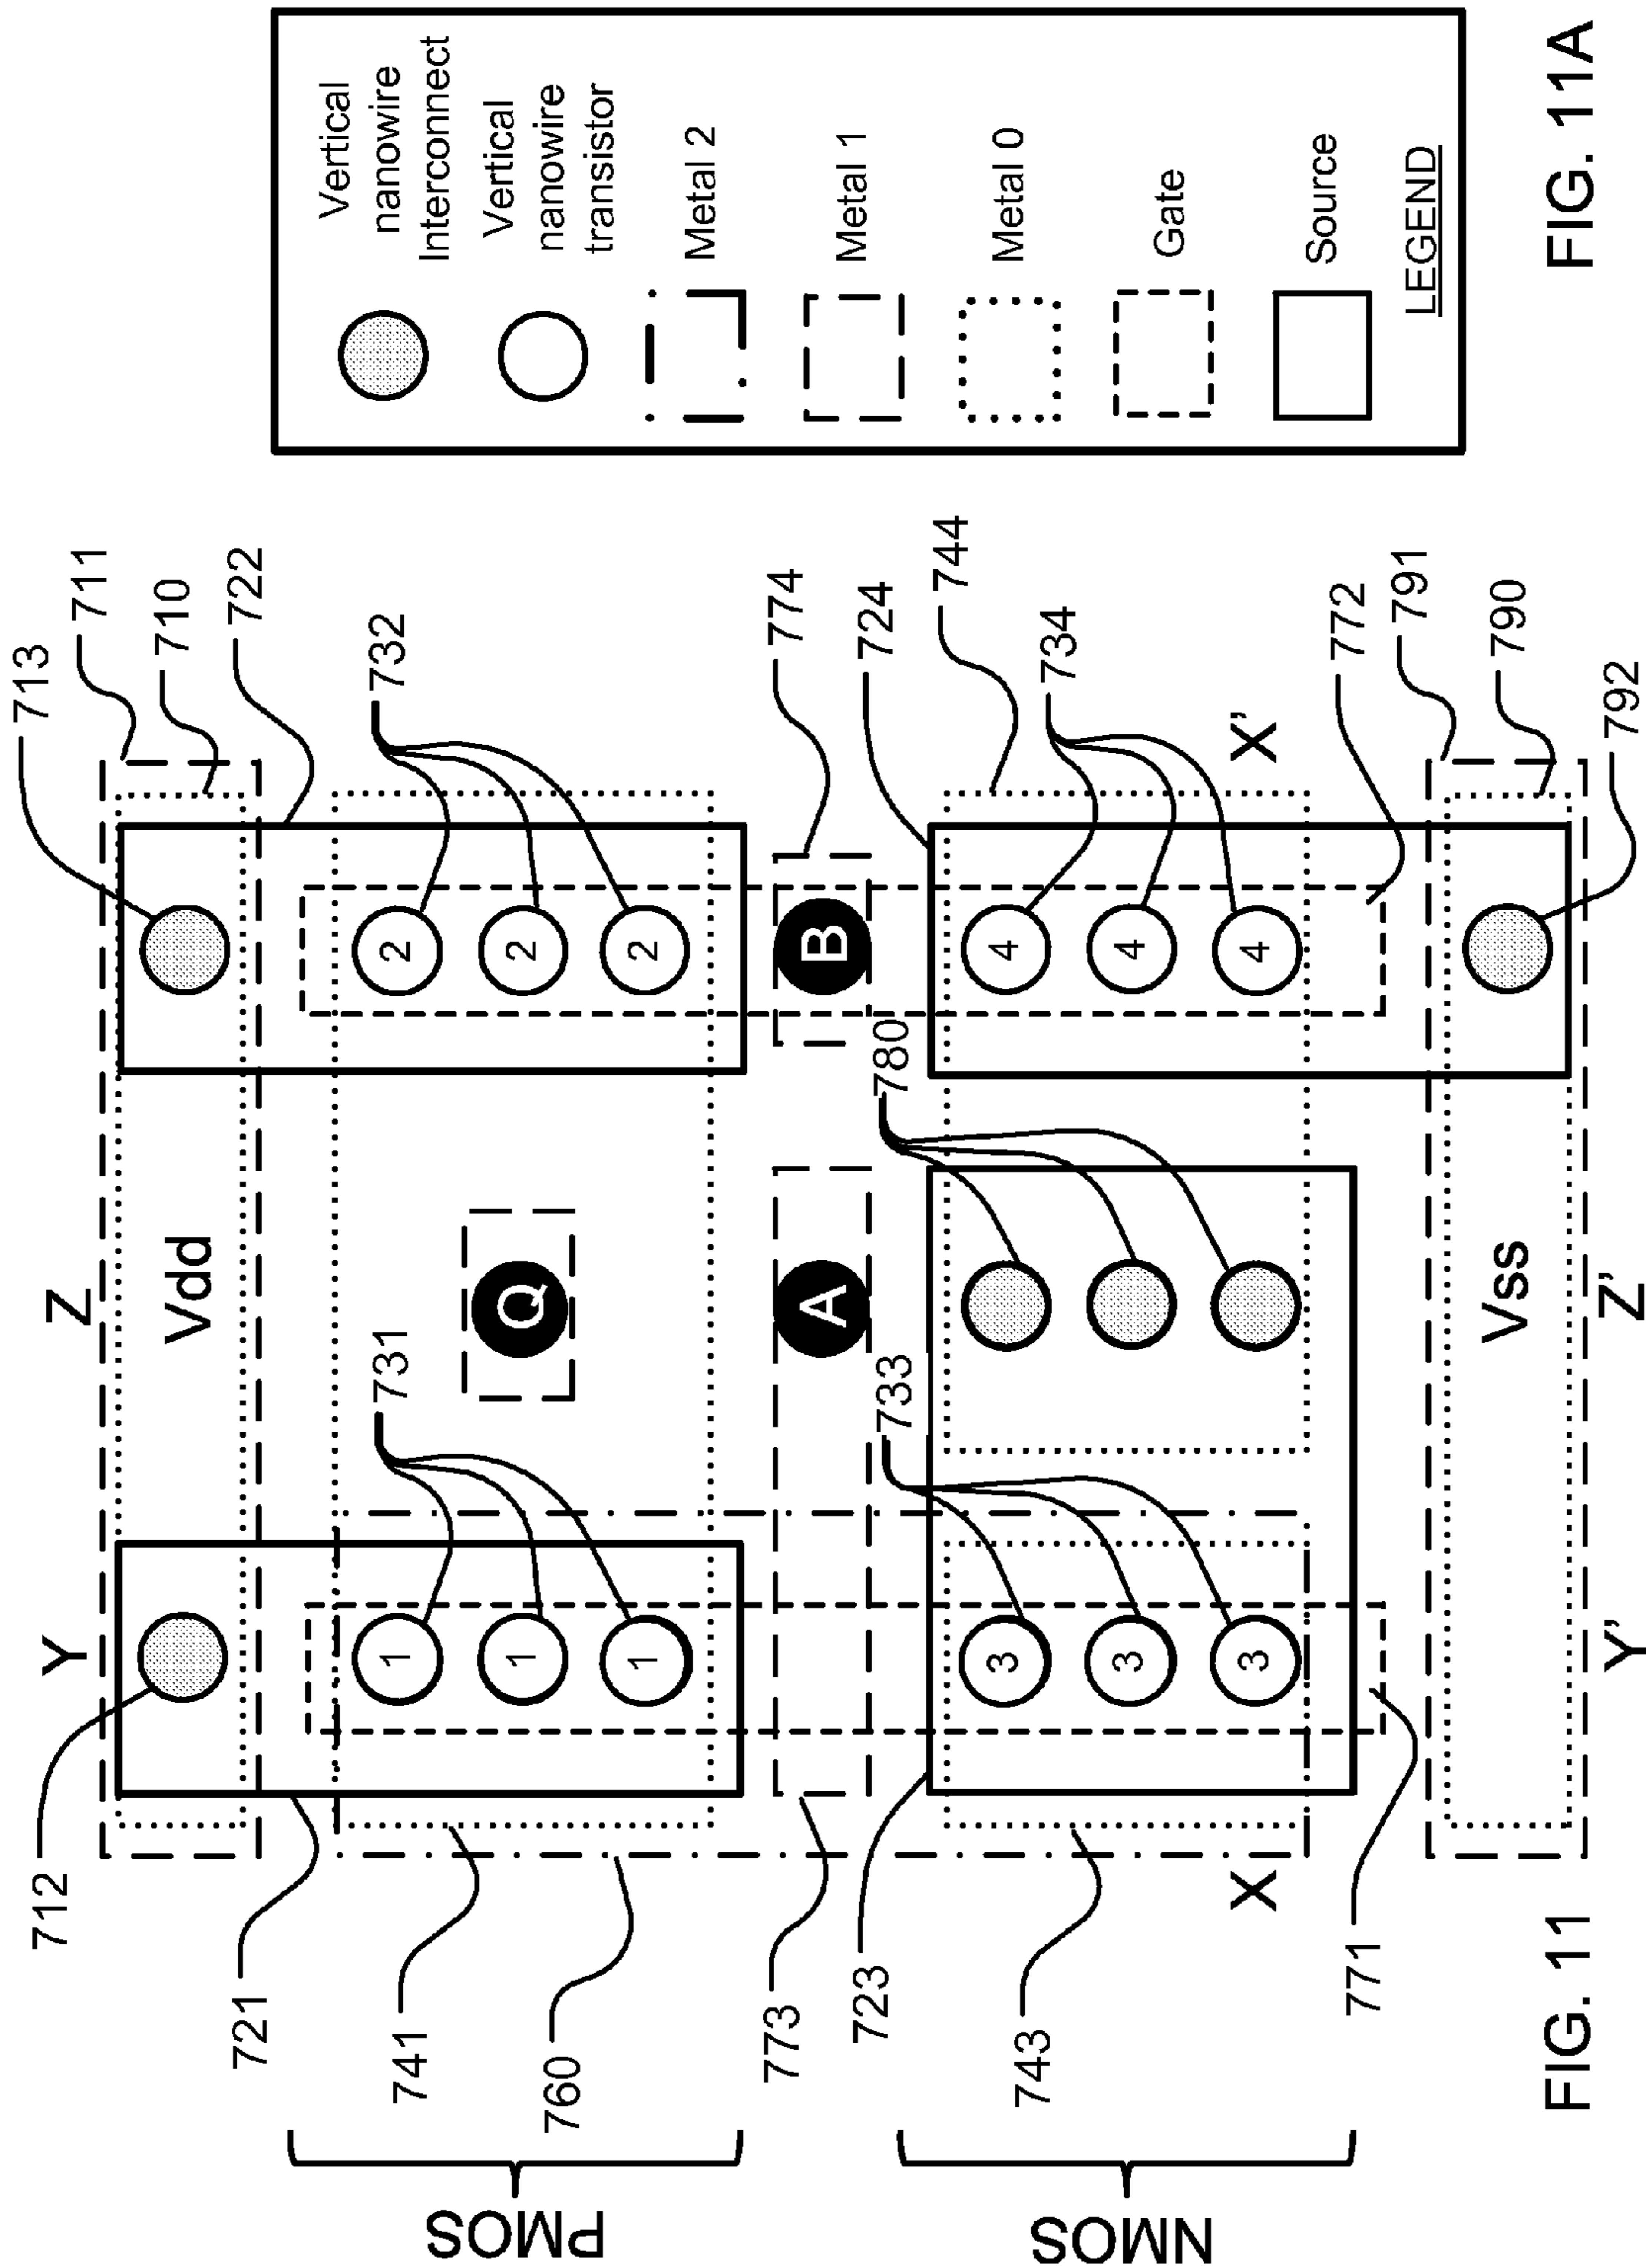 713
711
710
722
732
774
724
744
734
772
791
790
792
Z
Vdd
Y
712
721
741
760
773
723
743
771
731
733
780
PMOS
NMOS
1
1
1
2
2
2
Q
A
B
3
3
3
4
4
4
X
X'
Vss
Y'
Z'
FIG. 11
Vertical
nanowire
Interconnect
Vertical
nanowire
transistor
Metal 2
Metal 1
Metal 0
Gate
Source
LEGEND
FIG. 11A